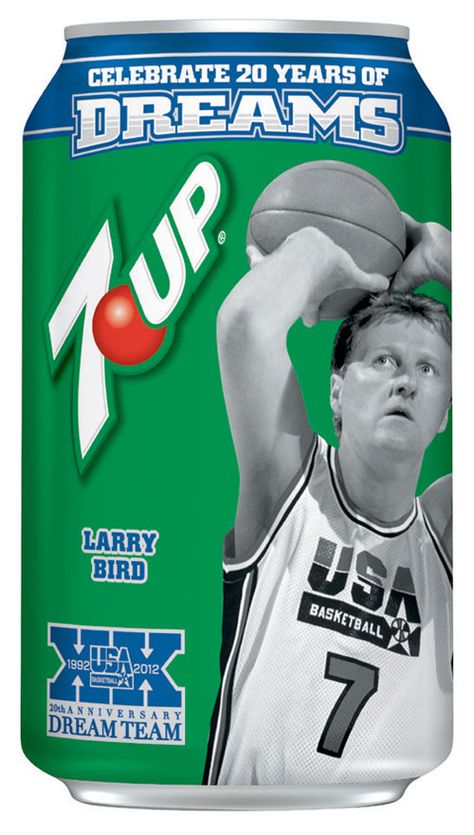 CELEBRATE 20 YEARS OF
DREAMS
7UP®
LARRY
BIRD
USA
BASKETBALL
7
XX
1992 USA 2012
BASKETBALL
20th ANNIVERSARY
DREAM TEAM